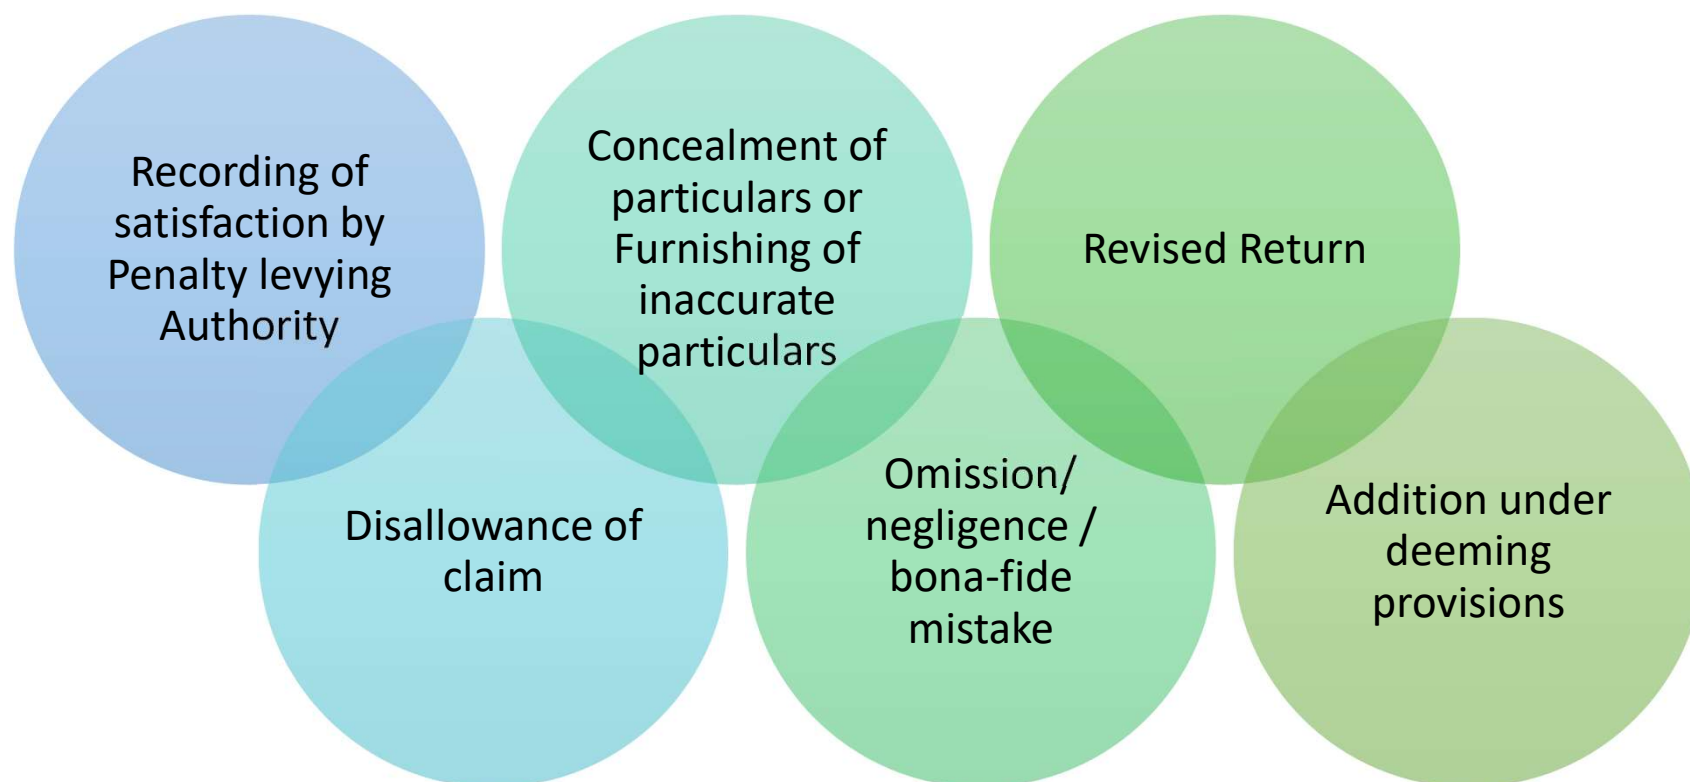 Recording of
satisfaction by
Penalty levying
Authority
Disallowance of
claim
Concealment of
particulars or
Furnishing of
inaccurate
particulars
Omission/
negligence /
bona-fide
mistake
Revised Return
Addition under
deeming
provisions